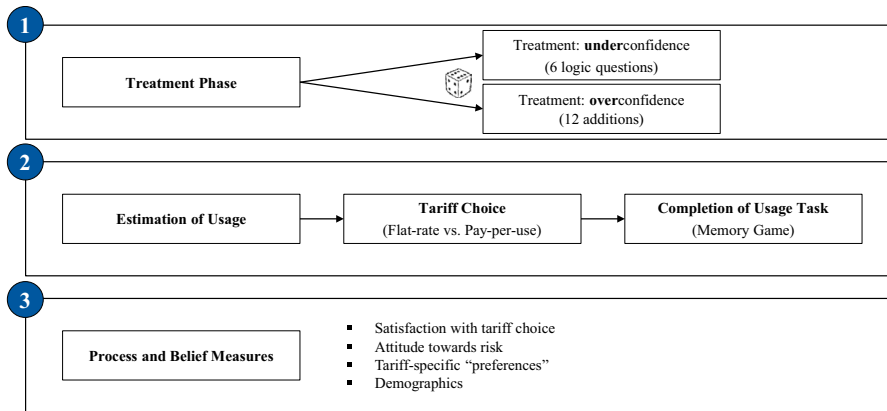 1
Treatment Phase
Treatment: underconfidence
(6 logic questions)
Treatment: overconfidence
(12 additions)
2
Estimation of Usage
Tariff Choice
(Flat-rate vs. Pay-per-use)
Completion of Usage Task
(Memory Game)
3
Process and Belief Measures
▪ Satisfaction with tariff choice
▪ Attitude towards risk
▪ Tariff-specific “preferences”
▪ Demographics